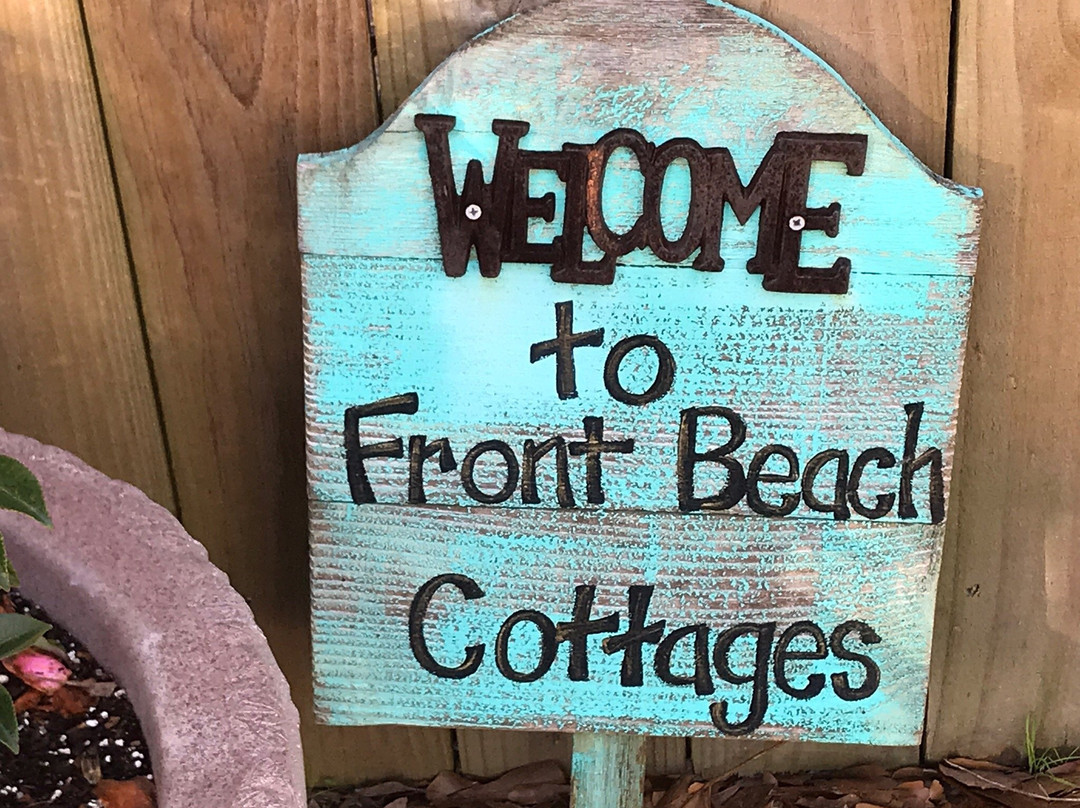 WELCOME
to
Front Beach
Cottages